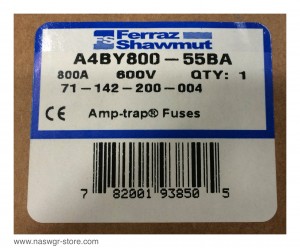 FS Ferraz
Shawmut
A4BY800-55BA
800A 600V QTY: 1
71-142-200-004
CE Amp-trap® Fuses
7 82001 93850 5
www.naswgr-store.com